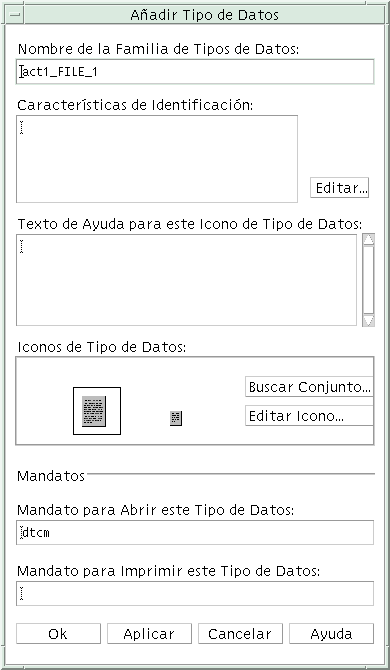 Añadir Tipo de Datos
Nombre de la Familia de Tipos de Datos:
act1_FILE_1
Características de Identificación:
Editar...
Texto de Ayuda para este Icono de Tipo de Datos:
Iconos de Tipo de Datos:
Buscar Conjunto...
Editar Icono...
Mandatos
Mandato para Abrir este Tipo de Datos:
dtcm
Mandato para Imprimir este Tipo de Datos:
Ok Aplicar Cancelar Ayuda